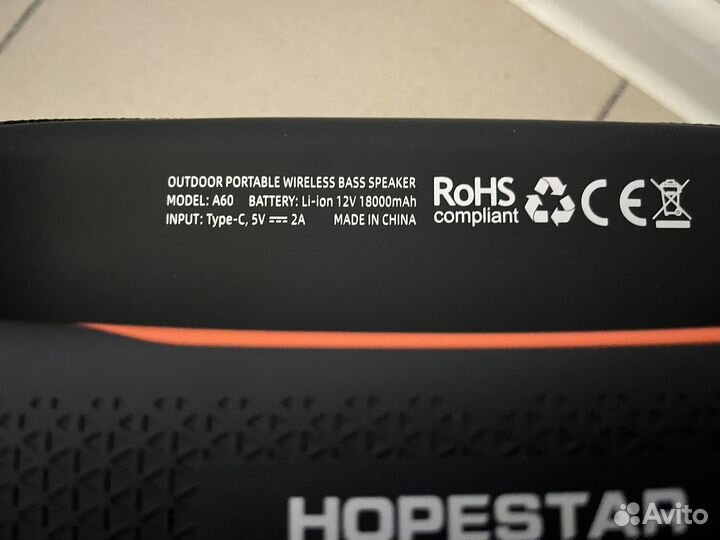 OUTDOOR PORTABLE WIRELESS BASS SPEAKER
MODEL: A60 BATTERY: Li-ion 12V 18000mAh
INPUT: Type-C, 5V ⎓ 2A MADE IN CHINA
RoHS
compliant
CE
HOPESTAR
Avito